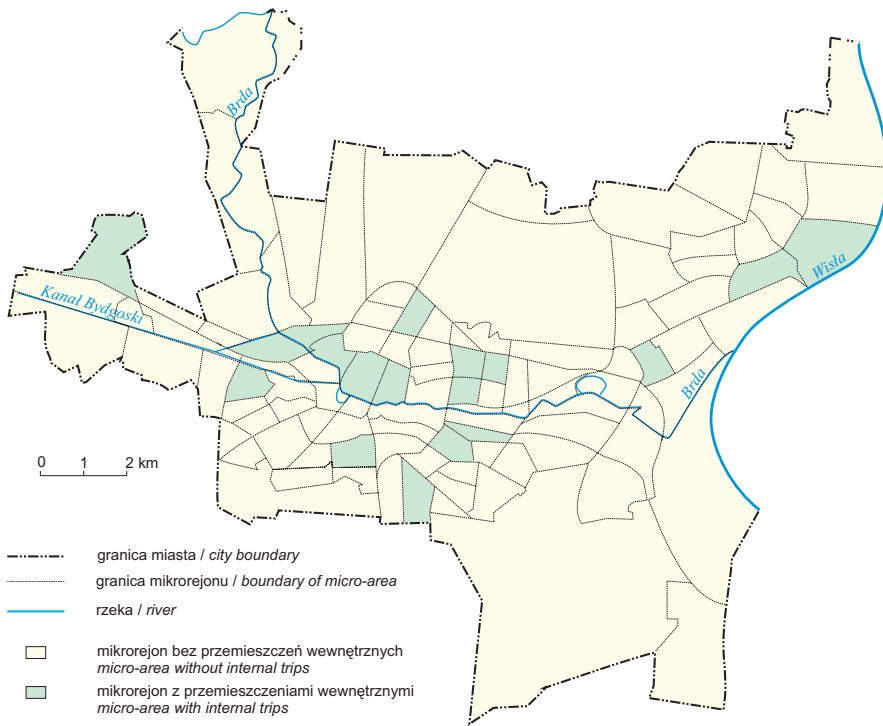 Brda
Wisła
Kanał Bydgoski
Brda
0 1 2 km
granica miasta / city boundary
granica mikrorejonu / boundary of micro-area
rzeka / river
mikrorejon bez przemieszczeń wewnętrznych
micro-area without internal trips
mikrorejon z przemieszczeniami wewnętrznymi
micro-area with internal trips